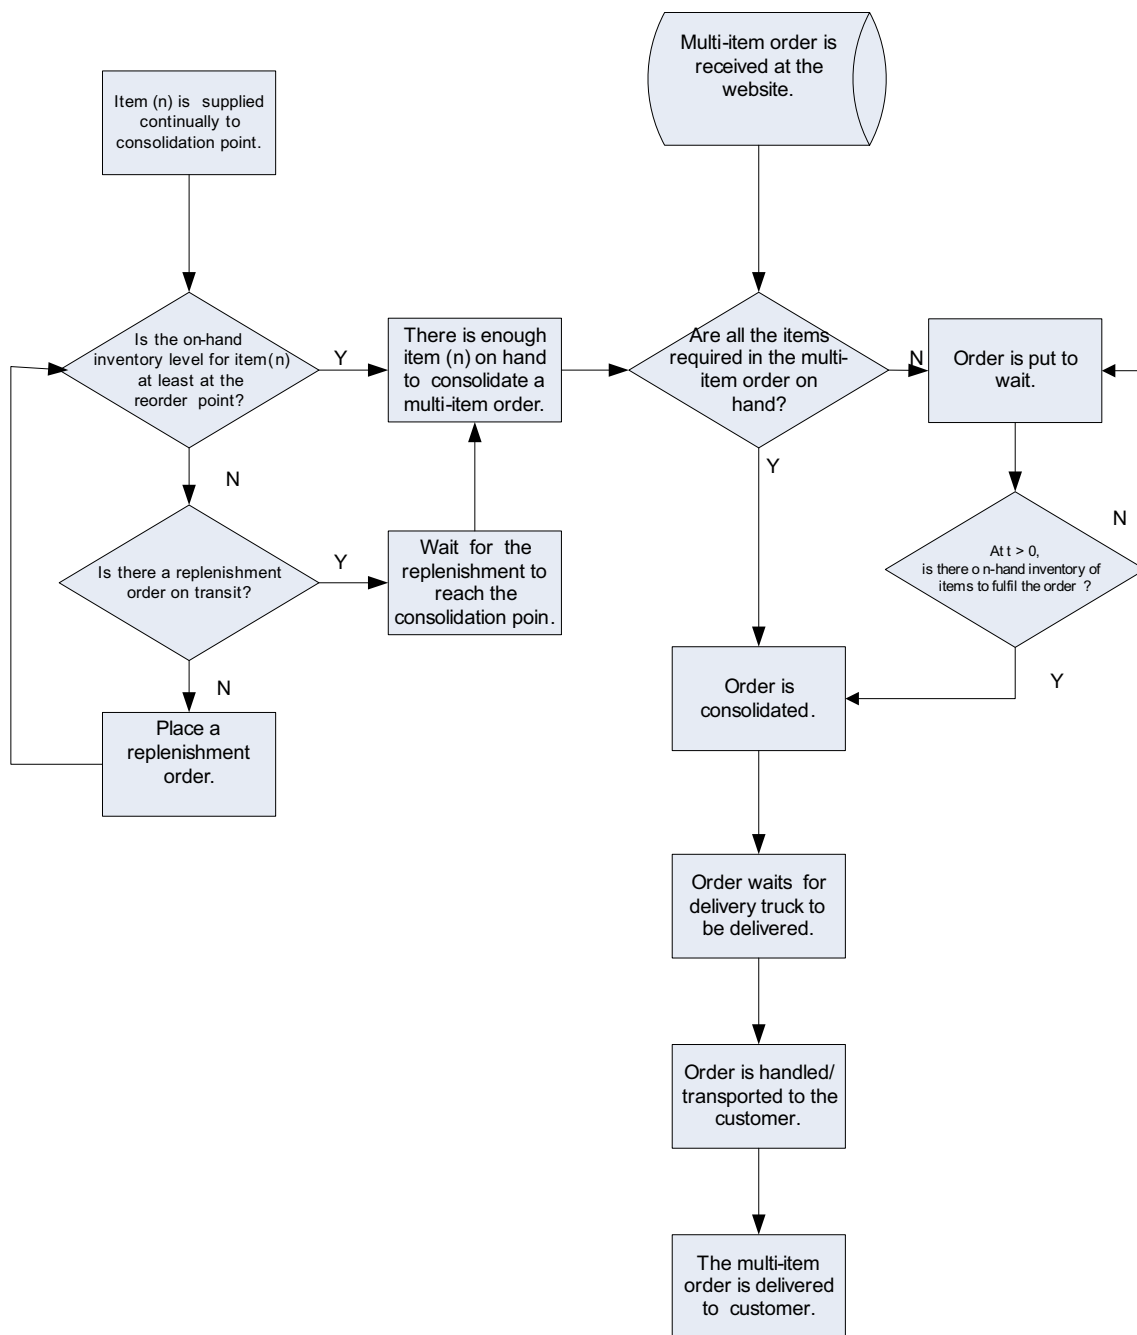 Multi-item order is
received at the
website.
Item (n) is supplied
continually to
consolidation point.
Is the on-hand
inventory level for item(n)
at least at the
reorder point?
Y
There is enough
item (n) on hand
to consolidate a
multi-item order.
Are all the items
required in the multi-
item order on
hand?
N
Order is put to
wait.
N
Y
Is there a replenishment
order on transit?
Y
Wait for the
replenishment to
reach the
consolidation poin.
At t > 0,
is there o n-hand inventory of
items to fulfil the order ?
N
Y
N
Place a
replenishment
order.
Order is
consolidated.
Order waits for
delivery truck to
be delivered.
Order is handled/
transported to the
customer.
The multi-item
order is delivered
to customer.